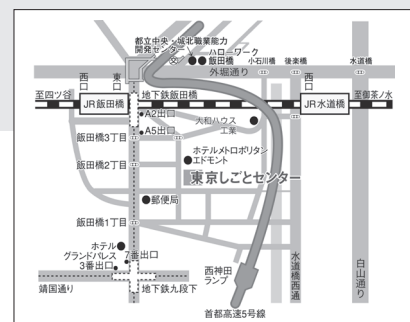 都立中央・城北職業能力
開発センター
ハローワーク
飯田橋
小石川橋
後楽橋
水道橋
外堀通り
西口
東口
西口
至四ツ谷
JR飯田橋
地下鉄飯田橋
JR水道橋
至御茶ノ水
A2出口
大和ハウス
工業
A5出口
飯田橋3丁目
ホテルメトロポリタン
エドモント
飯田橋2丁目
東京しごとセンター
郵便局
飯田橋1丁目
ホテル
グランドパレス
7番出口
3番出口
西神田
ランプ
水道橋西通り
白山通り
靖国通り
地下鉄九段下
首都高速5号線